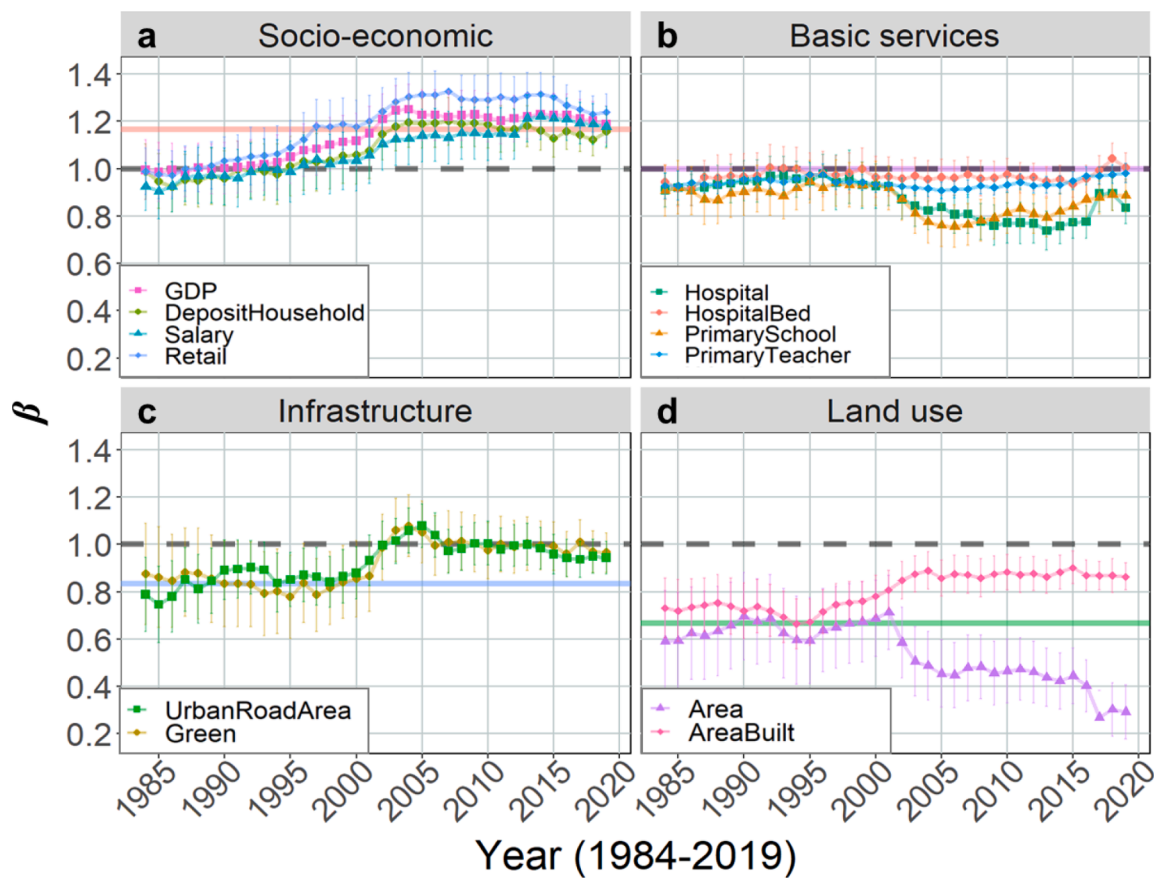 a Socio-economic
b Basic services
1.4
1.2
1.0
0.8
0.6
0.4
0.2
GDP
DepositHousehold
Salary
Retail
Hospital
HospitalBed
PrimarySchool
PrimaryTeacher
β
c Infrastructure
d Land use
1.4
1.2
1.0
0.8
0.6
0.4
0.2
UrbanRoadArea
Green
Area
AreaBuilt
1985
1990
1995
2000
2005
2010
2015
2020
1985
1990
1995
2000
2005
2010
2015
2020
Year (1984-2019)